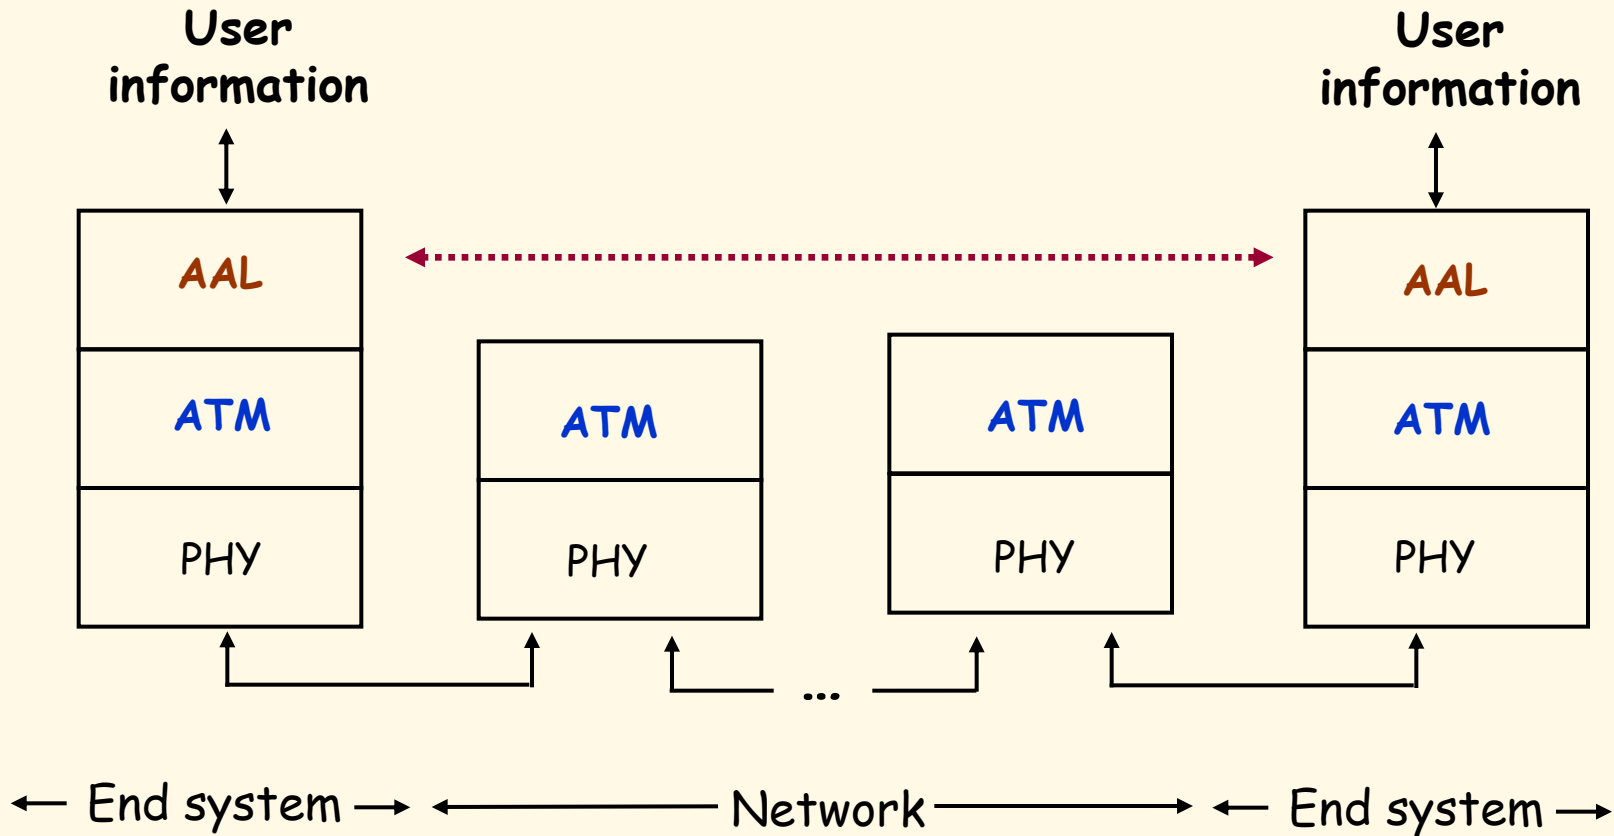 User
information
User
information
AAL
AAL
ATM
ATM
ATM
ATM
PHY
PHY
PHY
PHY
...
End system
Network
End system